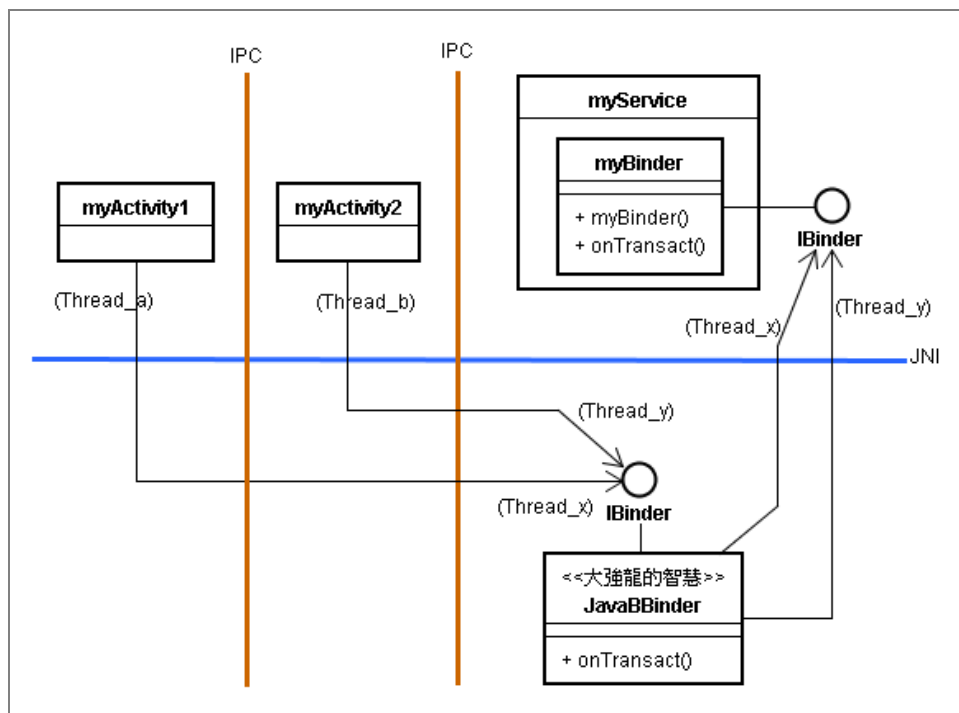 IPC
IPC
myService
myBinder
+ myBinder()
+ onTransact()
myActivity1
myActivity2
IBinder
(Thread_a)
(Thread_b)
(Thread_x)
(Thread_y)
JNI
(Thread_y)
(Thread_x)
IBinder
<<大強龍的智慧>>
JavaBBinder
+ onTransact()